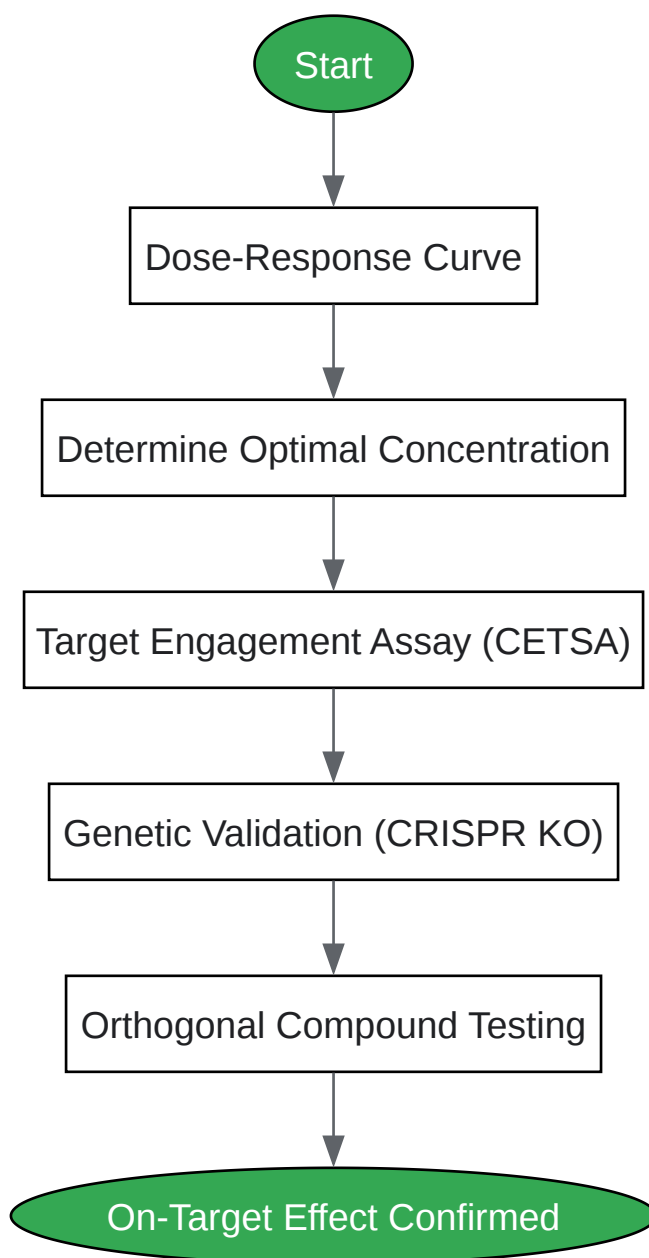 Start
Dose-Response Curve
Determine Optimal Concentration
Target Engagement Assay (CETSA)
Genetic Validation (CRISPR KO)
Orthogonal Compound Testing
On-Target Effect Confirmed